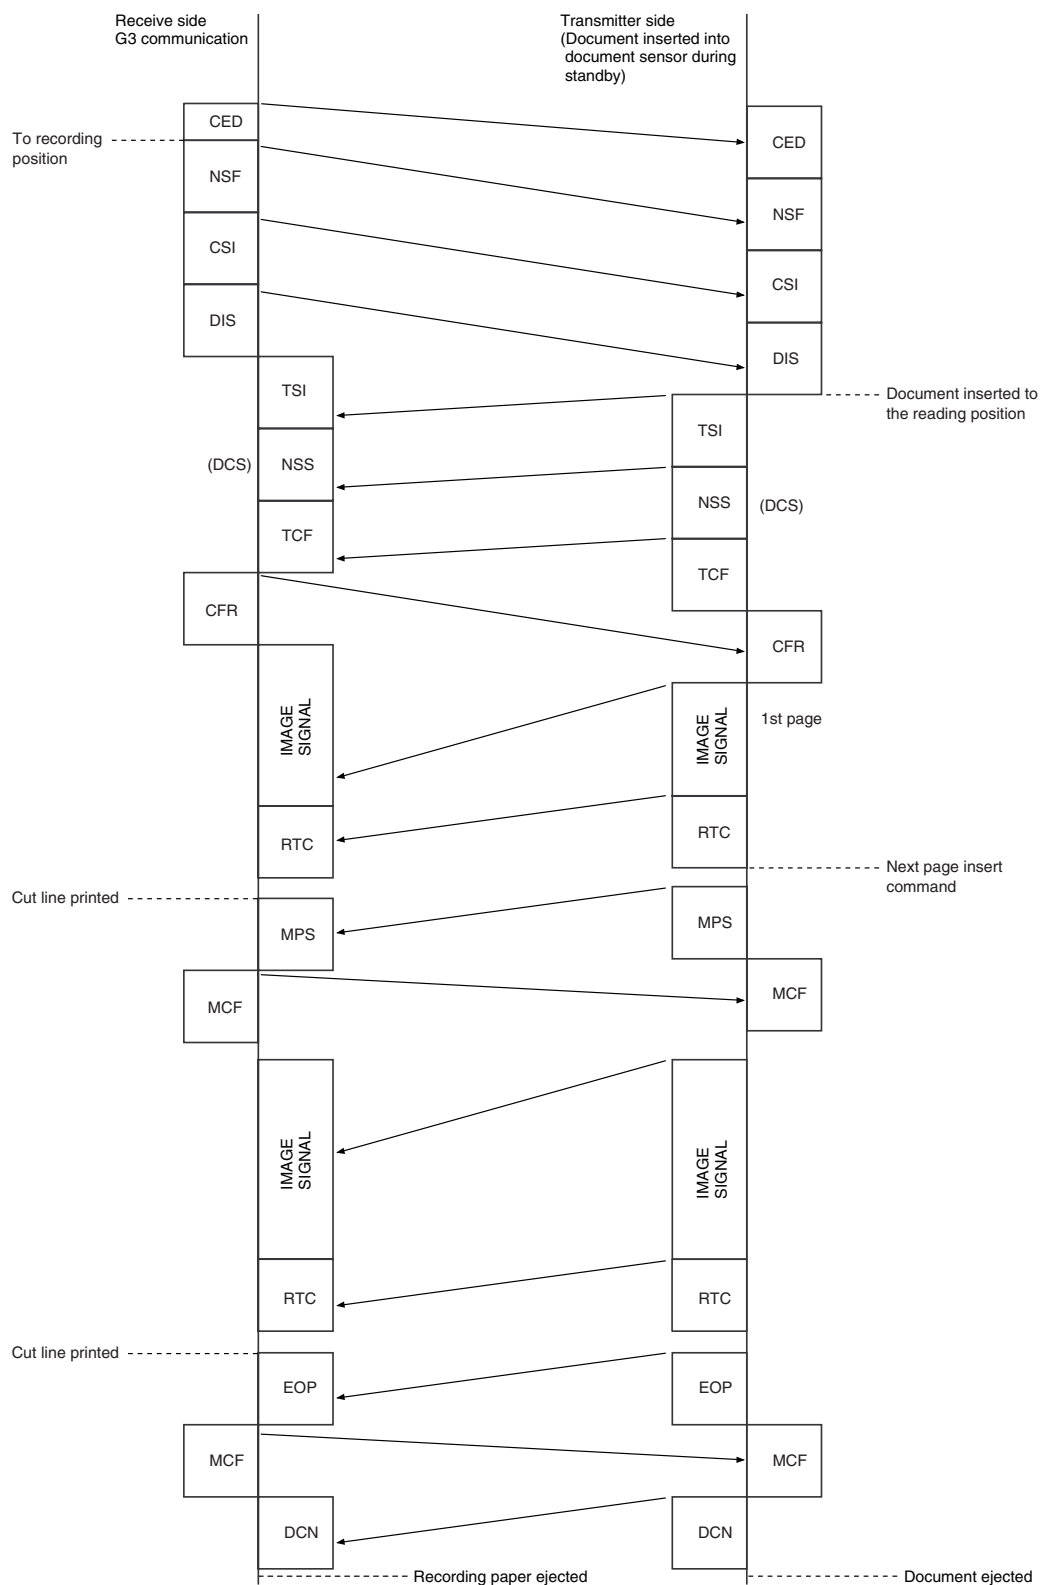 Receive side
G3 communication
Transmitter side
(Document inserted into
document sensor during
standby)
CED
CED
To recording
position
NSF
NSF
CSI
CSI
DIS
DIS
TSI
Document inserted to
the reading position
TSI
(DCS)
NSS
NSS
(DCS)
TCF
TCF
CFR
CFR
IMAGE
SIGNAL
IMAGE
SIGNAL
1st page
RTC
RTC
Next page insert
command
Cut line printed
MPS
MPS
MCF
MCF
IMAGE
SIGNAL
IMAGE
SIGNAL
RTC
RTC
Cut line printed
EOP
EOP
MCF
MCF
DCN
DCN
Recording paper ejected
Document ejected